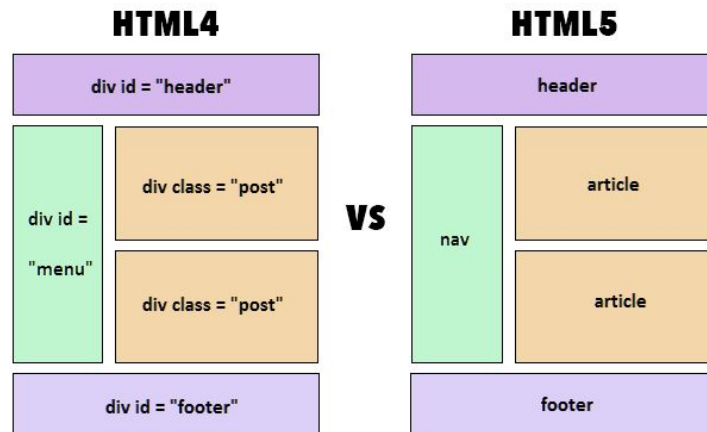 HTML4
div id = "header"
div id =
"menu"
div class = "post"
div class = "post"
div id = "footer"
VS
HTML5
header
nav
article
article
footer